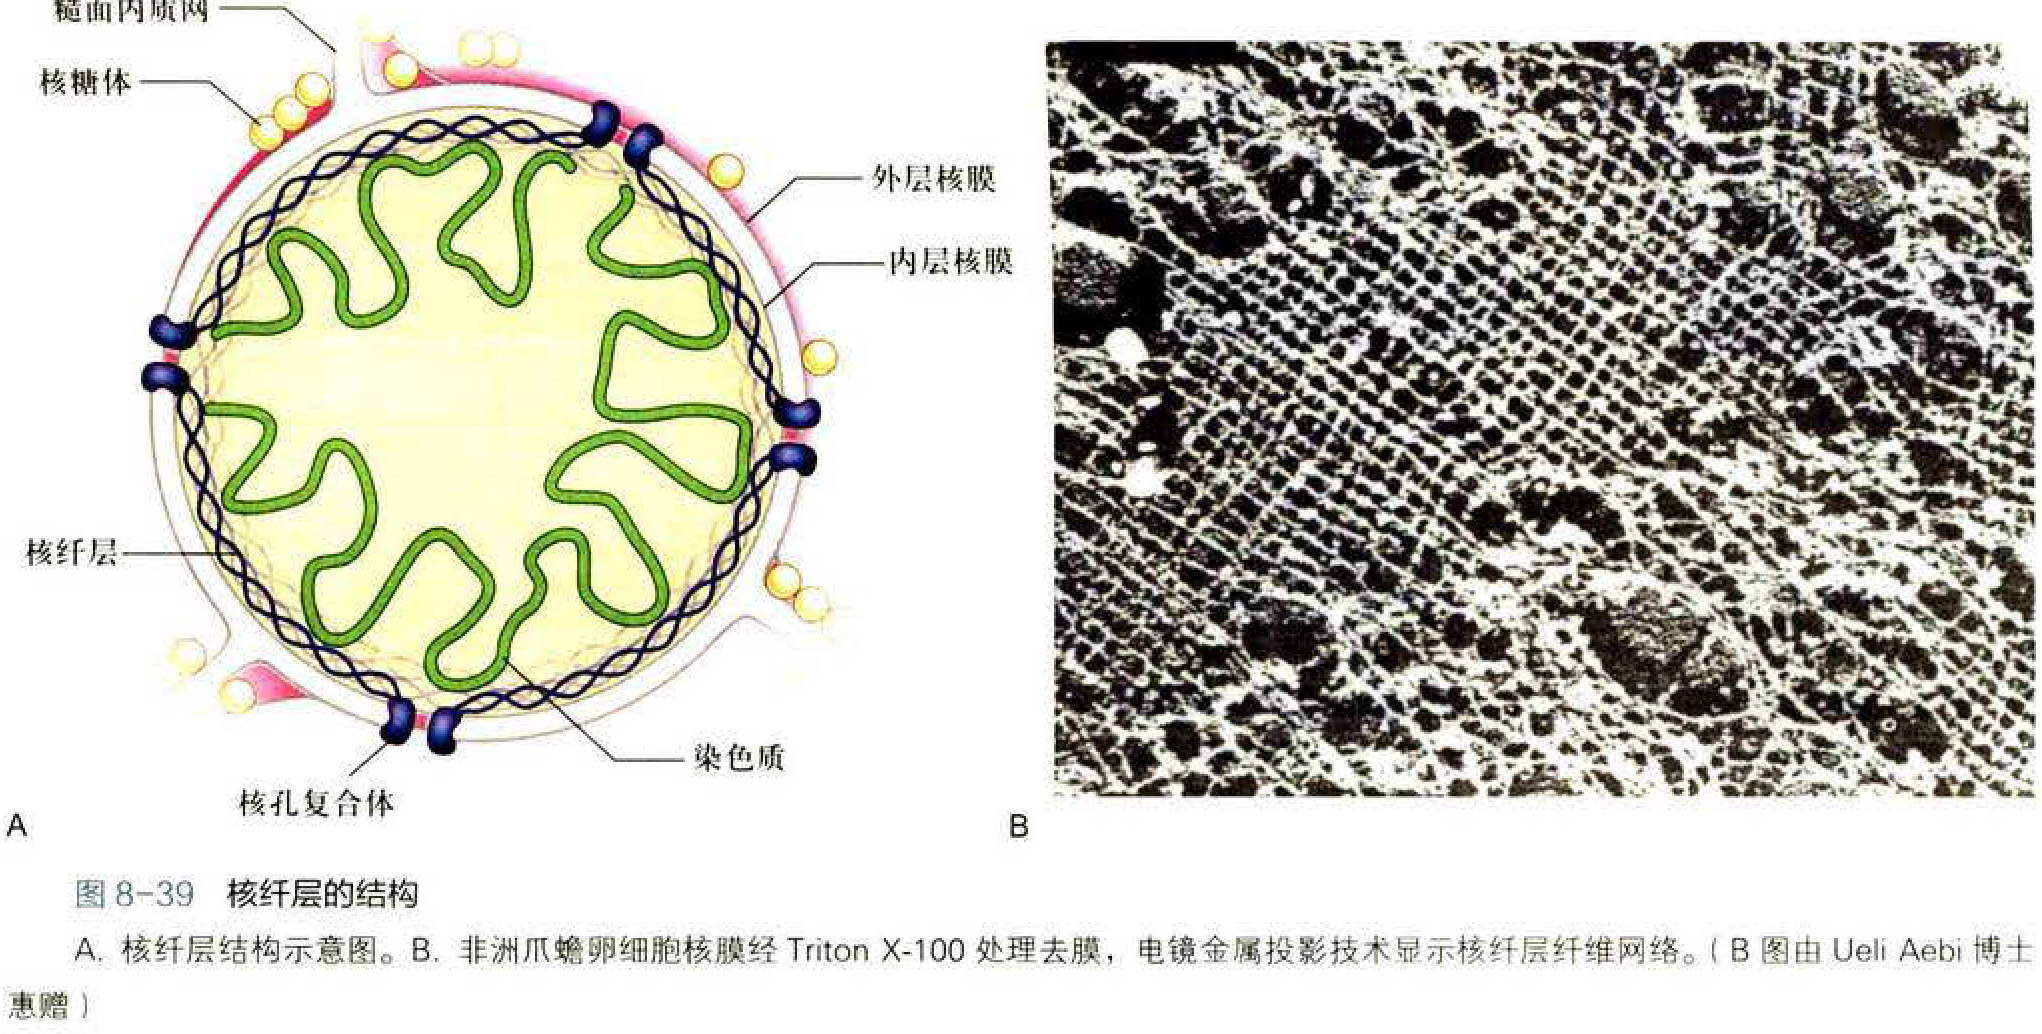 糙面内质网
核糖体
外层核膜
内层核膜
核纤层
染色质
核孔复合体
A
B
图 8-39 核纤层的结构
A. 核纤层结构示意图。B. 非洲爪蟾卵细胞核膜经 Triton X-100 处理去膜，电镜金属投影技术显示核纤层纤维网络。（B 图由 Ueli Aebi 博士
惠赠）